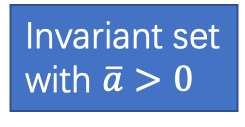 Invariant set
with ā > 0